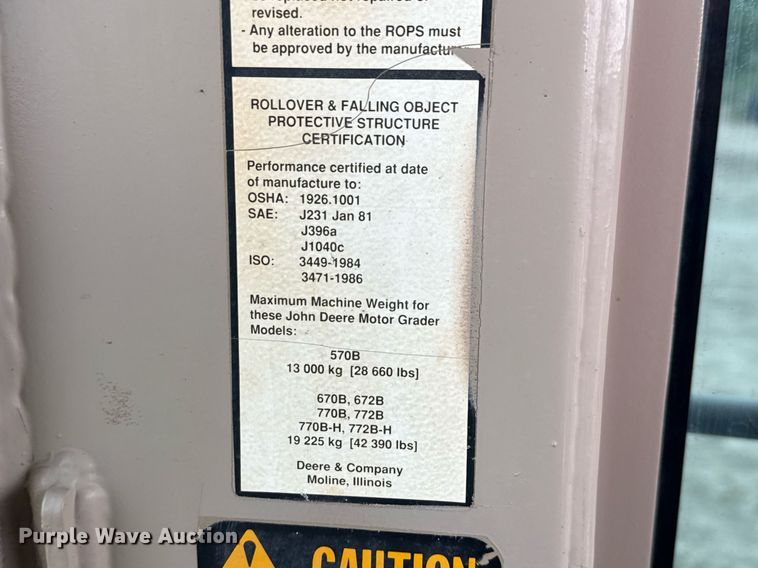 revised.
- Any alteration to the ROPS must
be approved by the
ROLLOVER & FALLING OBJECT
PROTECTIVE STRUCTURE
CERTIFICATION
Performance certified at date
of manufacture to:
OSHA: 1926.1001
SAE: J231 Jan 81
J396a
J1040c
ISO: 3449-1984
3471-1986
Maximum Machine Weight for
these John Deere Motor Grader
Models:
570B
13 000 kg [28 660 lbs]
670B, 672B
770B, 772B
770B-H, 772B-H
19 225 kg [42 390 lbs]
Deere & Company
Moline, Illinois
Purple Wave Auction
CAUTION